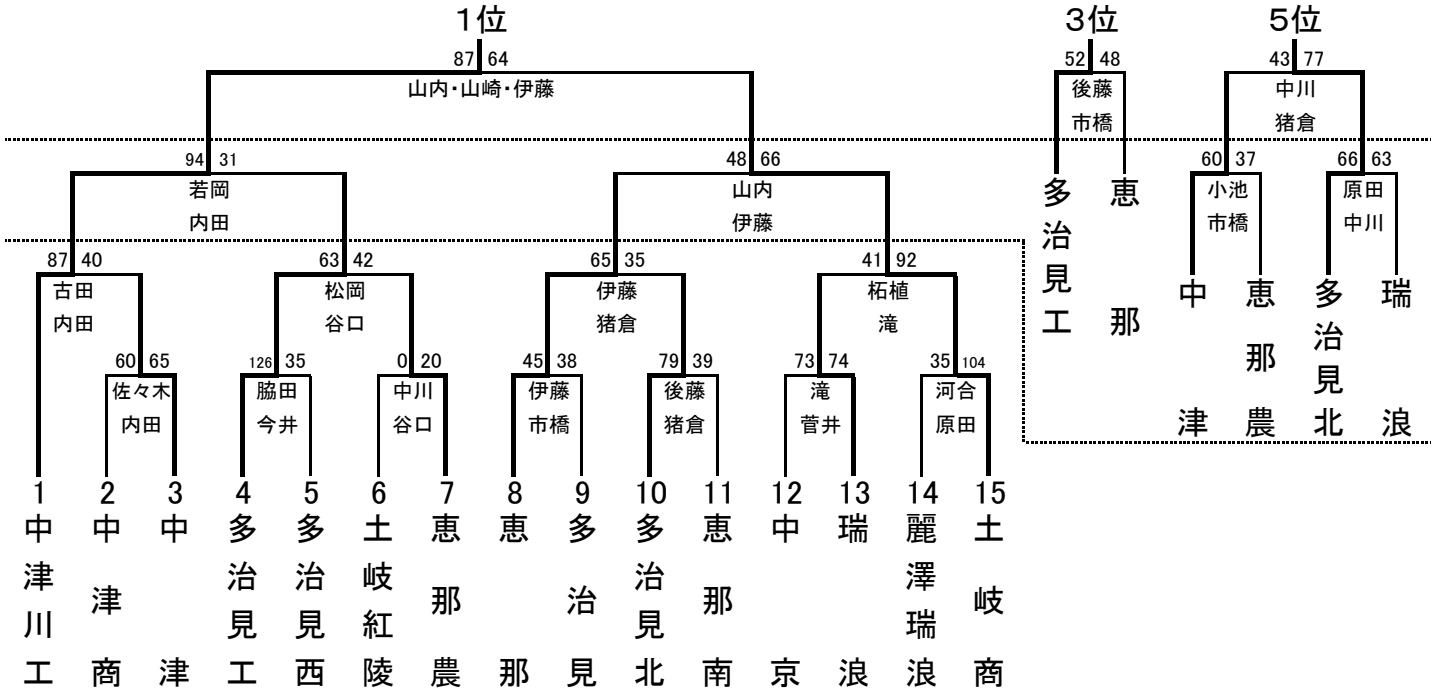 1位 3位 5位
87 64 52 48 43 77
山内・山崎・伊藤 後藤 中川
市橋 猪倉
94 31 48 66 60 37 66 63
若岡 山内 小池 原田
内田 伊藤 市橋 中川
多治見工 恵那
87 40 63 42 65 35 41 92
古田 松岡 伊藤 柘植
内田 谷口 猪倉 滝
中津 恵那農 多治見北 瑞浪
60 65 126 35 0 20 45 38 79 39 73 74 35 104
佐々木 脇田 中川 伊藤 後藤 滝 河合
内田 今井 谷口 市橋 猪倉 菅井 原田
1 2 3 4 5 6 7 8 9 10 11 12 13 14 15
中津川工 中津商 中津 多治見工 多治見西 土岐紅陵 恵那農 恵那 多治見 多治見北 恵那南 中京 瑞浪 麗澤瑞浪 土岐商